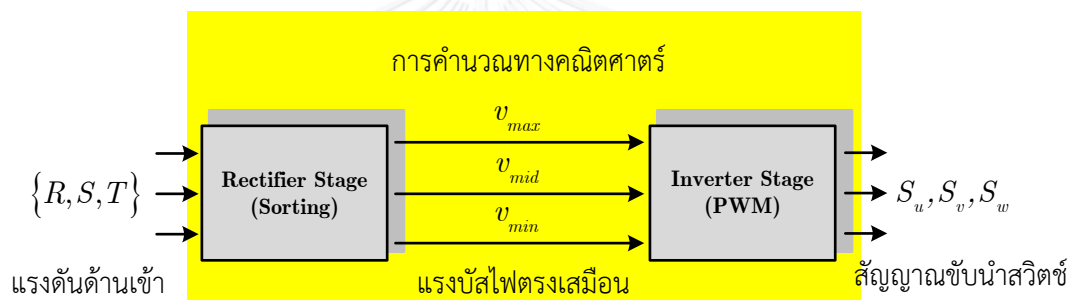 การคำนวณทางคณิตศาตร์
v_max
{R,S,T}
Rectifier Stage
(Sorting)
v_mid
Inverter Stage
(PWM)
S_u,S_v,S_w
v_min
แรงดันด้านเข้า
แรงบัสไฟตรงเสมือน
สัญญาณขับนำสวิตช์